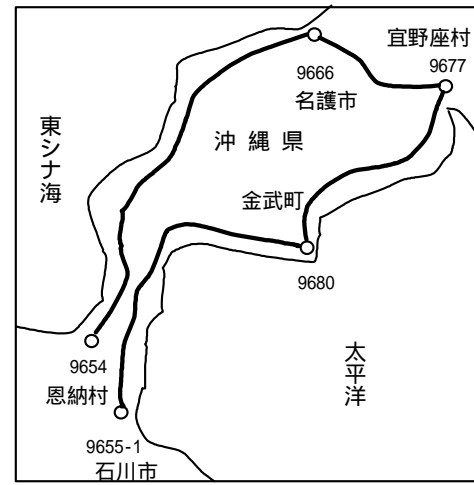 宜野座村
9677
9666
名護市
東シナ海
沖縄県
金武町
9680
9654
恩納村
太平洋
9655-1
石川市